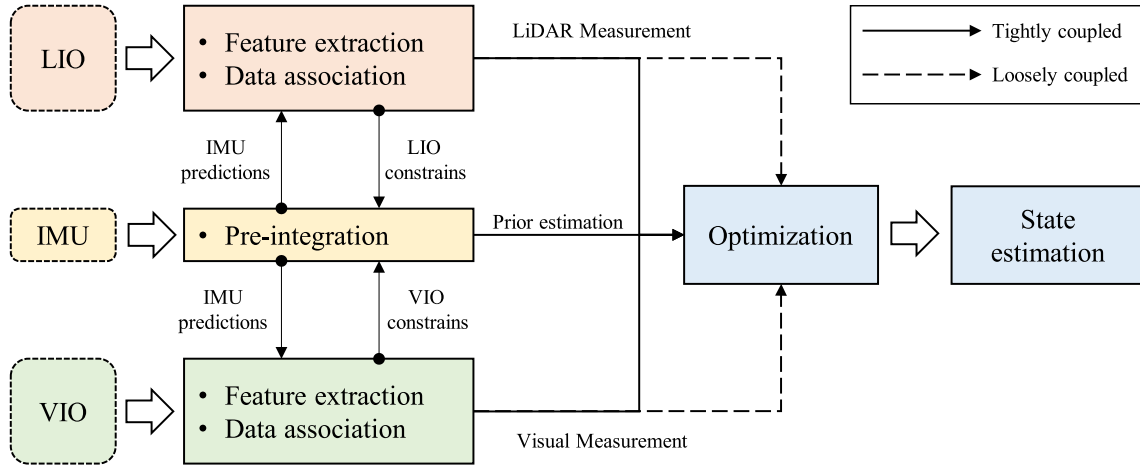 LIO
• Feature extraction
• Data association
LiDAR Measurement
Tightly coupled
Loosely coupled
IMU
predictions
LIO
constrains
IMU
• Pre-integration
Prior estimation
Optimization
State
estimation
IMU
predictions
VIO
constrains
VIO
• Feature extraction
• Data association
Visual Measurement